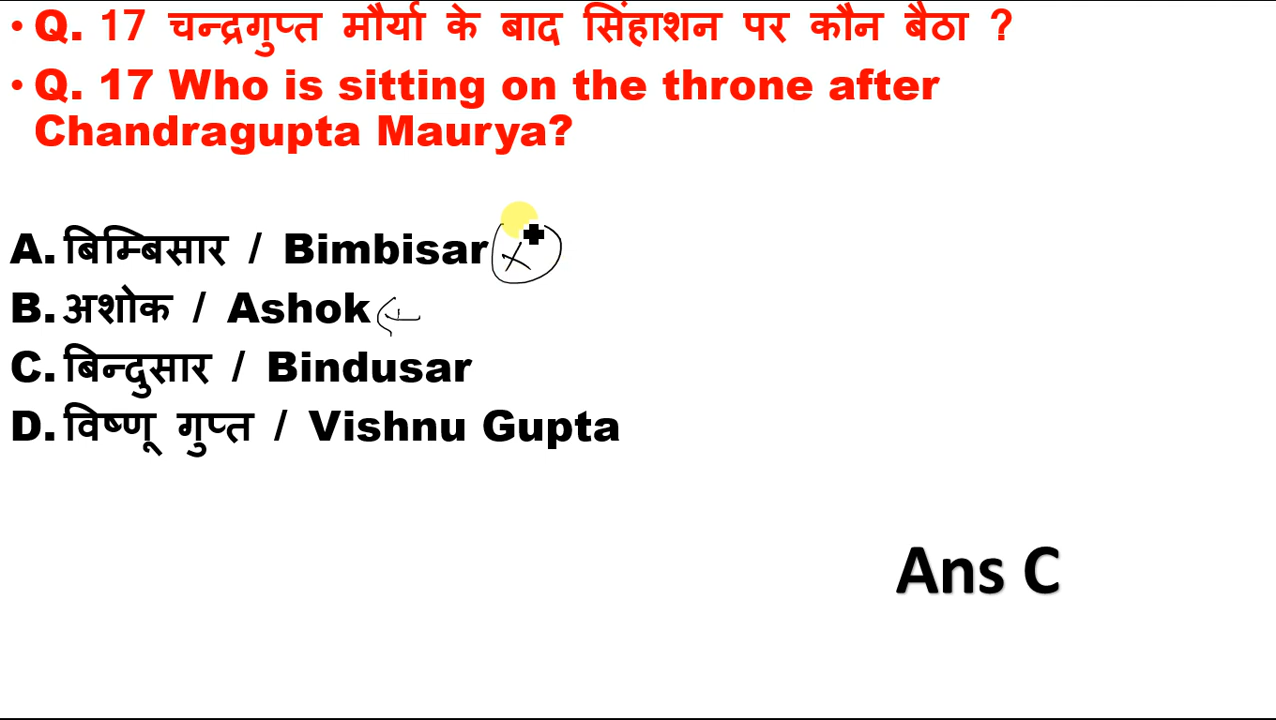 • Q. 17 चन्द्रगुप्त मौर्या के बाद सिंहाशन पर कौन बैठा ?
• Q. 17 Who is sitting on the throne after
Chandragupta Maurya?
A. बिम्बिसार / Bimbisar
B. अशोक / Ashok
C. बिन्दुसार / Bindusar
D. विष्णू गुप्त / Vishnu Gupta
Ans C